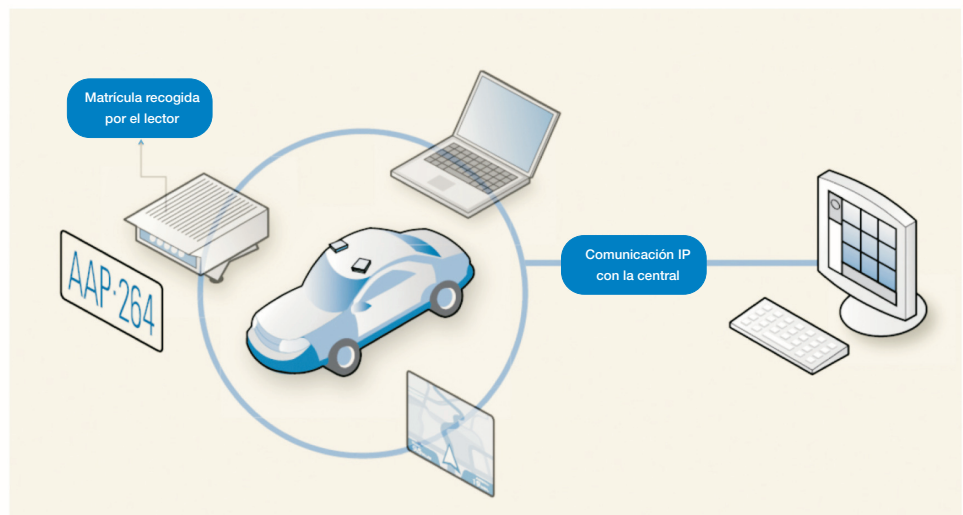 Matrícula recogida
por el lector
AAP·264
Comunicación IP
con la central